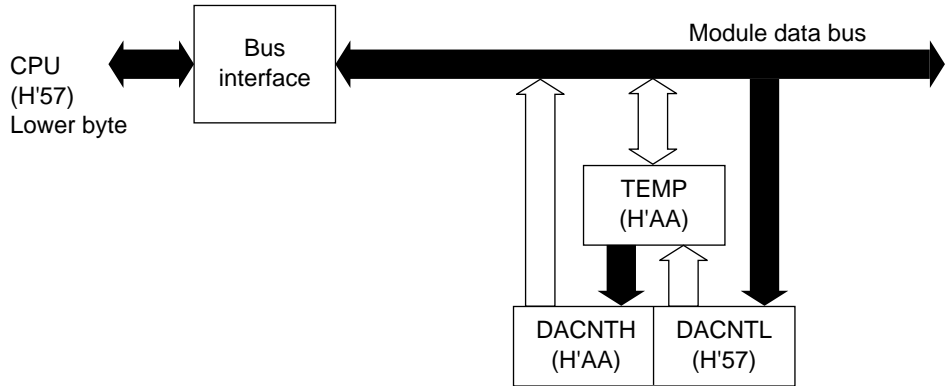 CPU
(H'57)
Lower byte
Bus
interface
Module data bus
TEMP
(H'AA)
DACNTH
(H'AA)
DACNTL
(H'57)